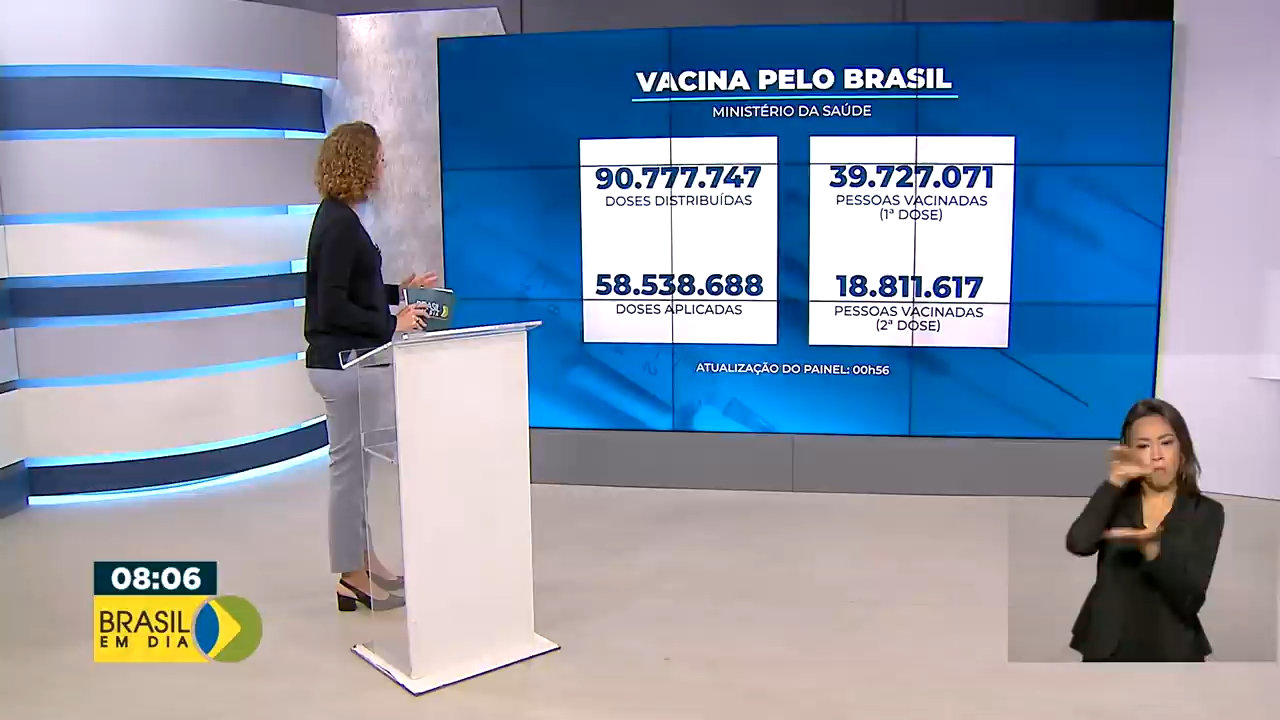 VACINA PELO BRASIL
MINISTÉRIO DA SAÚDE
90.777.747
DOSES DISTRIBUÍDAS
39.727.071
PESSOAS VACINADAS
(1ª DOSE)
58.538.688
DOSES APLICADAS
18.811.617
PESSOAS VACINADAS
(2ª DOSE)
ATUALIZAÇÃO DO PAINEL: 00h56
BRASIL
08:06
BRASIL
EM DIA